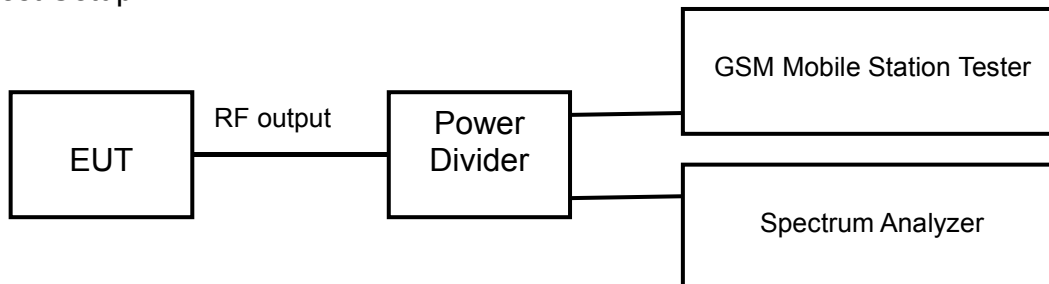 EUT
RF output
Power
Divider
GSM Mobile Station Tester
Spectrum Analyzer